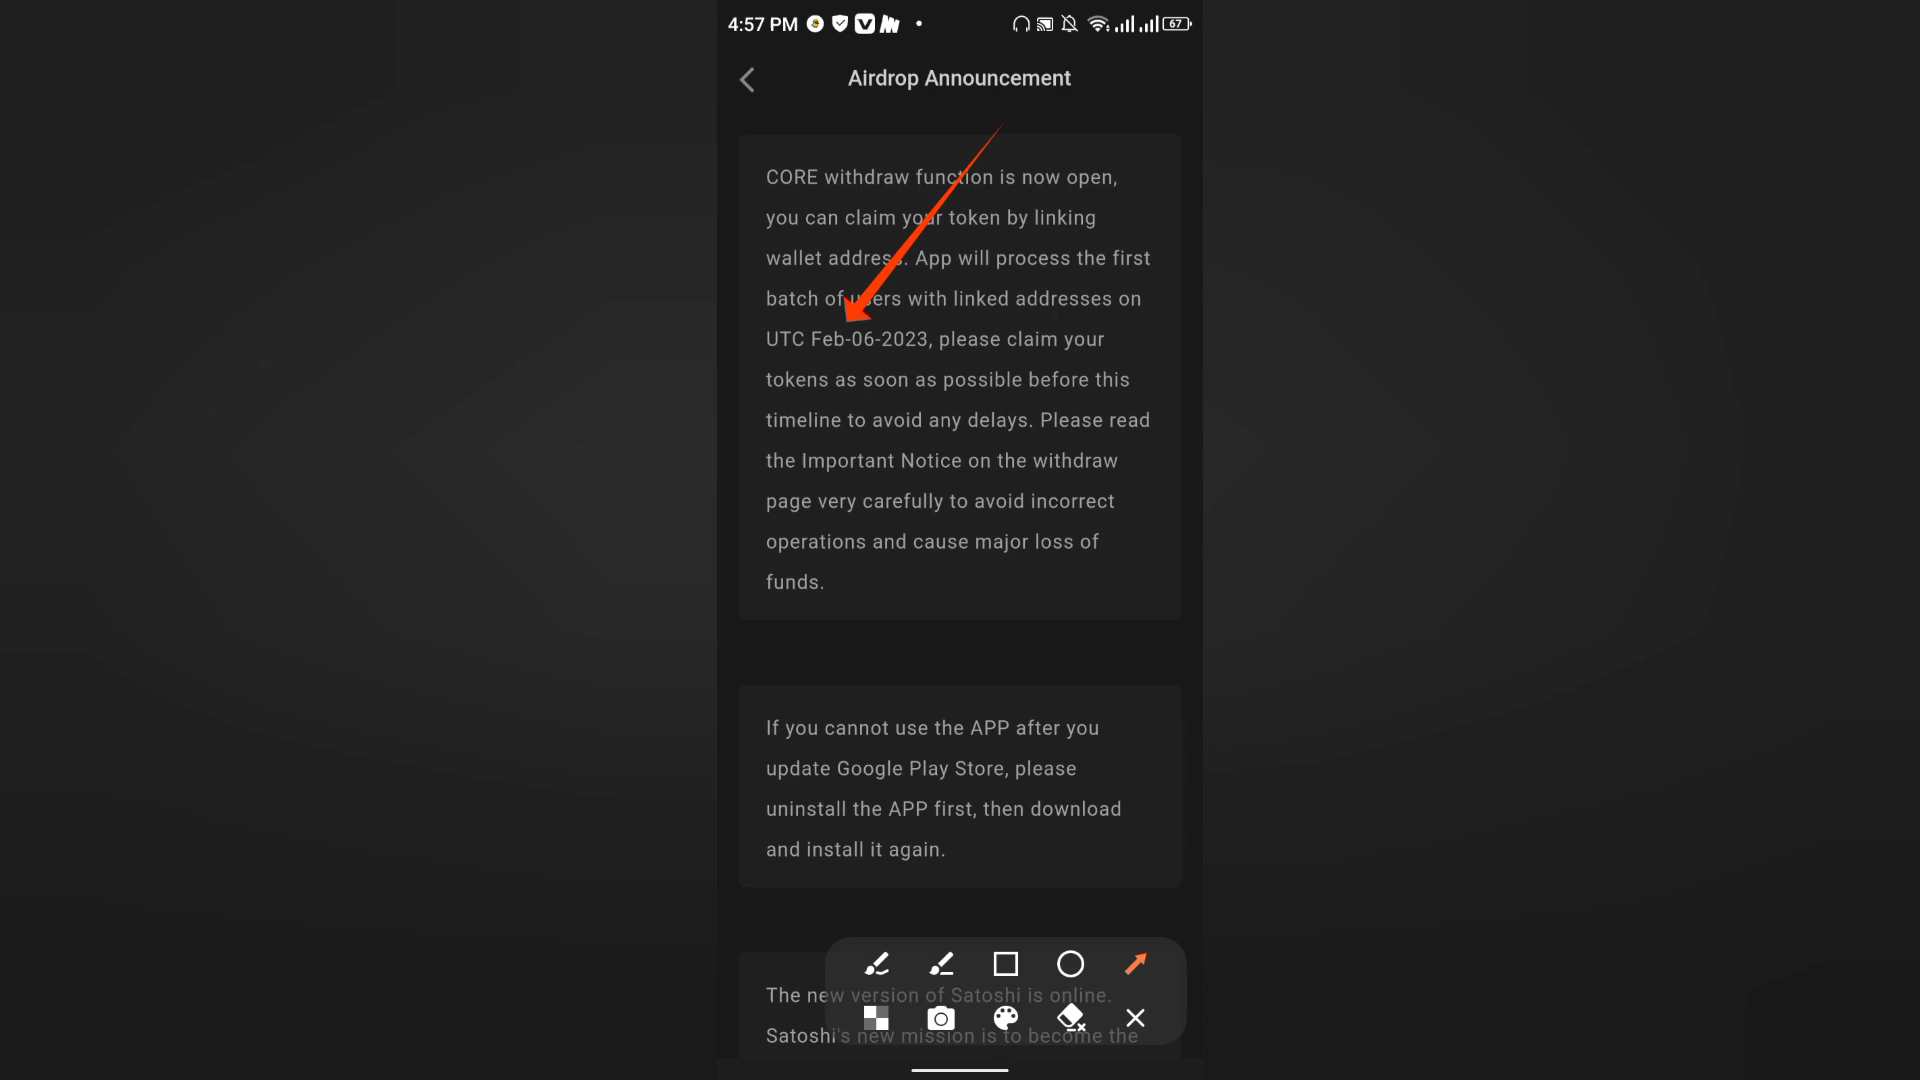 4:57 PM
67
Airdrop Announcement
CORE withdraw function is now open,
you can claim your token by linking
wallet address. App will process the first
batch of users with linked addresses on
UTC Feb-06-2023, please claim your
tokens as soon as possible before this
timeline to avoid any delays. Please read
the Important Notice on the withdraw
page very carefully to avoid incorrect
operations and cause major loss of
funds.
If you cannot use the APP after you
update Google Play Store, please
uninstall the APP first, then download
and install it again.
The new version of Satoshi is online.
Satoshi's new mission is to become the